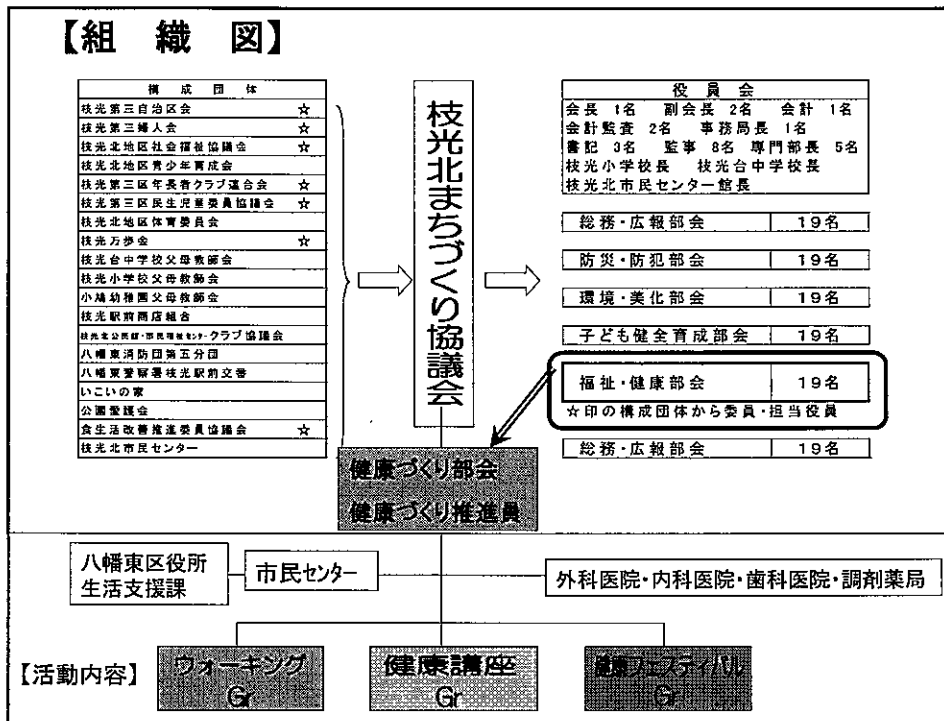 【組 織 図】
構 成 団 体
枝光第三自治区会 ☆
枝光第三婦人会 ☆
枝光北地区社会福祉協議会 ☆
枝光北地区青少年育成会
枝光第三区年長者クラブ連合会 ☆
枝光第三区民生児童委員協議会 ☆
枝光北地区体育委員会
枝光万歩会 ☆
枝光台中学校父母教師会
枝光小学校父母教師会
小鳩幼稚園父母教師会
枝光駅前商店組合
枝光北公民館・市民福祉センタークラブ協議会
八幡東消防団第五分団
八幡東警察署枝光駅前交番
いこいの家
公園愛護会
食生活改善推進委員協議会 ☆
枝光北市民センター
枝光北まちづくり協議会
役 員 会
会長 1名 副会長 2名 会計 1名
会計監査 2名 事務局長 1名
書記 3名 監事 8名 専門部長 5名
枝光小学校長 枝光台中学校長
枝光北市民センター館長
総務・広報部会 19名
防災・防犯部会 19名
環境・美化部会 19名
子ども健全育成部会 19名
福祉・健康部会 19名
☆印の構成団体から委員・担当役員
総務・広報部会 19名
健康づくり部会
健康づくり推進員
八幡東区役所
生活支援課
市民センター
外科医院・内科医院・歯科医院・調剤薬局
【活動内容】
ウォーキング
Gr
健康講座
Gr
健康フェスティバル
Gr